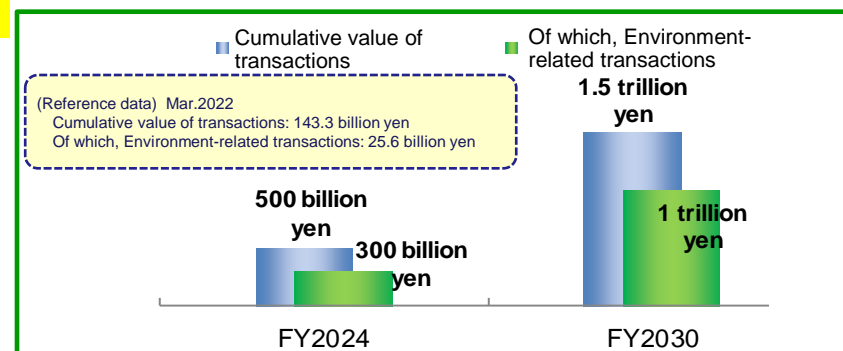 Cumulative value of
transactions
Of which, Environment-
related transactions
(Reference data) Mar.2022
Cumulative value of transactions: 143.3 billion yen
Of which, Environment-related transactions: 25.6 billion yen
500 billion
yen
300 billion
yen
1.5 trillion
yen
1 trillion
yen
FY2024
FY2030